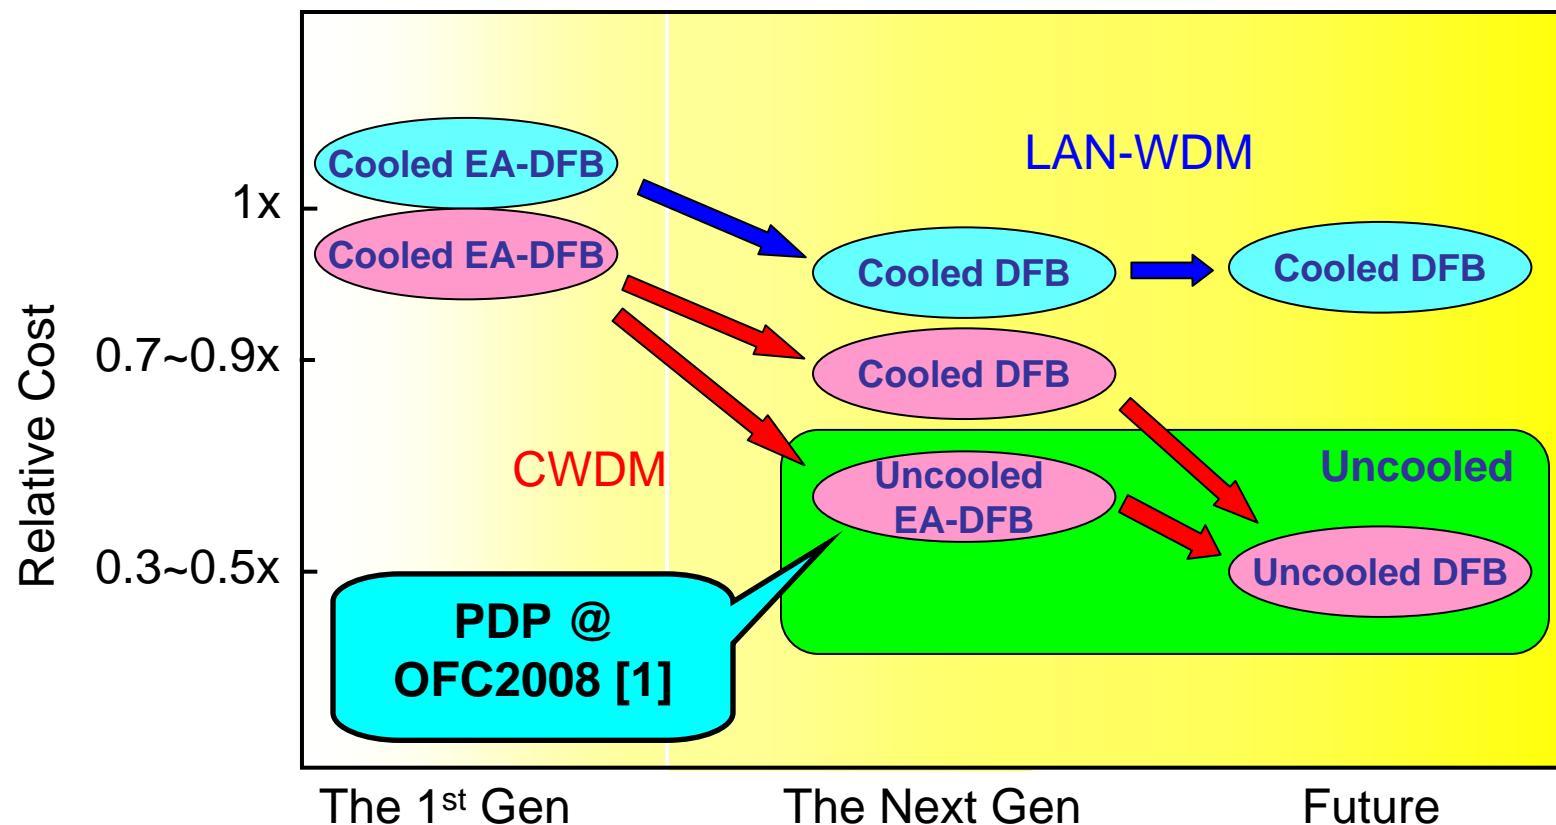 LAN-WDM
Cooled EA-DFB
1x
Cooled EA-DFB
Cooled DFB
Cooled DFB
Relative Cost
0.7~0.9x
Cooled DFB
CWDM
Uncooled
EA-DFB
Uncooled
0.3~0.5x
Uncooled DFB
PDP @
OFC2008 [1]
The 1st Gen
The Next Gen
Future